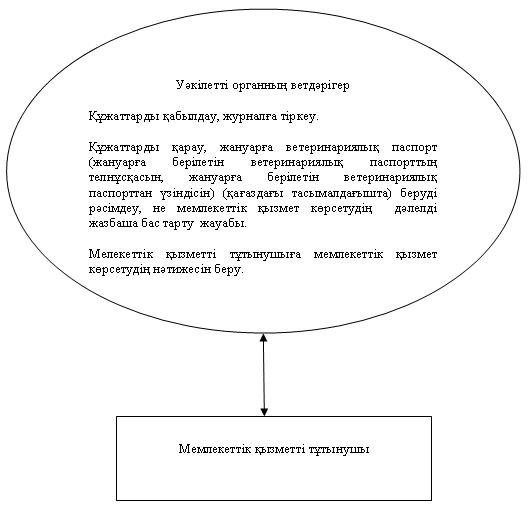 Уәкілетті органның ветдәрігер
Құжаттарды қабылдау, журналға тіркеу.
Құжаттарды қарау, жануарға ветеринариялық паспорт
(жануарға берілетін ветеринариялық паспорттың
телнұсқасын, жануарға берілетін ветеринариялық
паспорттан үзіндісін) (қағаздағы тасымалдағышта) беруді
рәсімдеу, не мемлекеттік қызмет көрсетудің дәлелді
жазбаша бас тарту жауабы.
Мелекеттік қызметті тұтынушыға мемлекеттік қызмет
көрсетудің нәтижесін беру.
Мемлекеттік қызметті тұтынушы